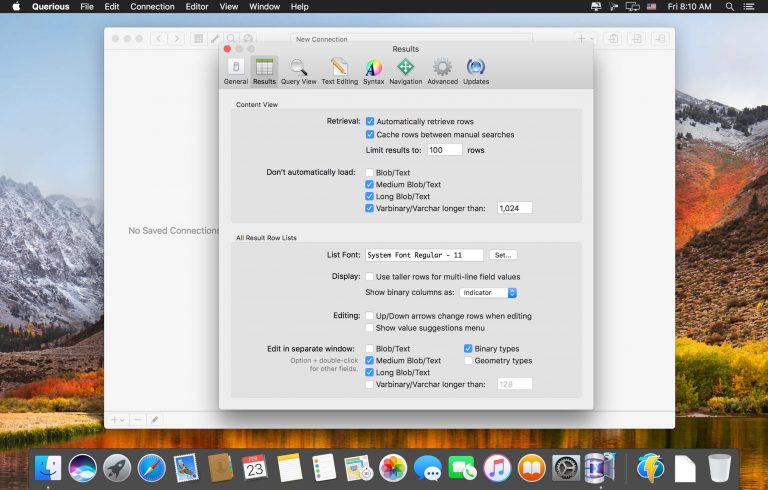 Querious File Edit Connection Editor View Window Help Fri 8:10 AM
New Connection
Results
General Results Query View Text Editing Syntax Navigation Advanced Updates
Content View
Retrieval: Automatically retrieve rows
Cache rows between manual searches
Limit results to: 100 rows
Don't automatically load: Blob/Text
Medium Blob/Text
Long Blob/Text
Varbinary/Varchar longer than: 1,024
No Saved Connections
All Result Row Lists
List Font: System Font Regular - 11 Set...
Display: Use taller rows for multi-line field values
Show binary columns as: Indicator
Editing: Up/Down arrows change rows when editing
Show value suggestions menu
Edit in separate window: Blob/Text Binary types
Option + double-click Medium Blob/Text Geometry types
for other fields. Long Blob/Text
Varbinary/Varchar longer than: 128
FEB
23